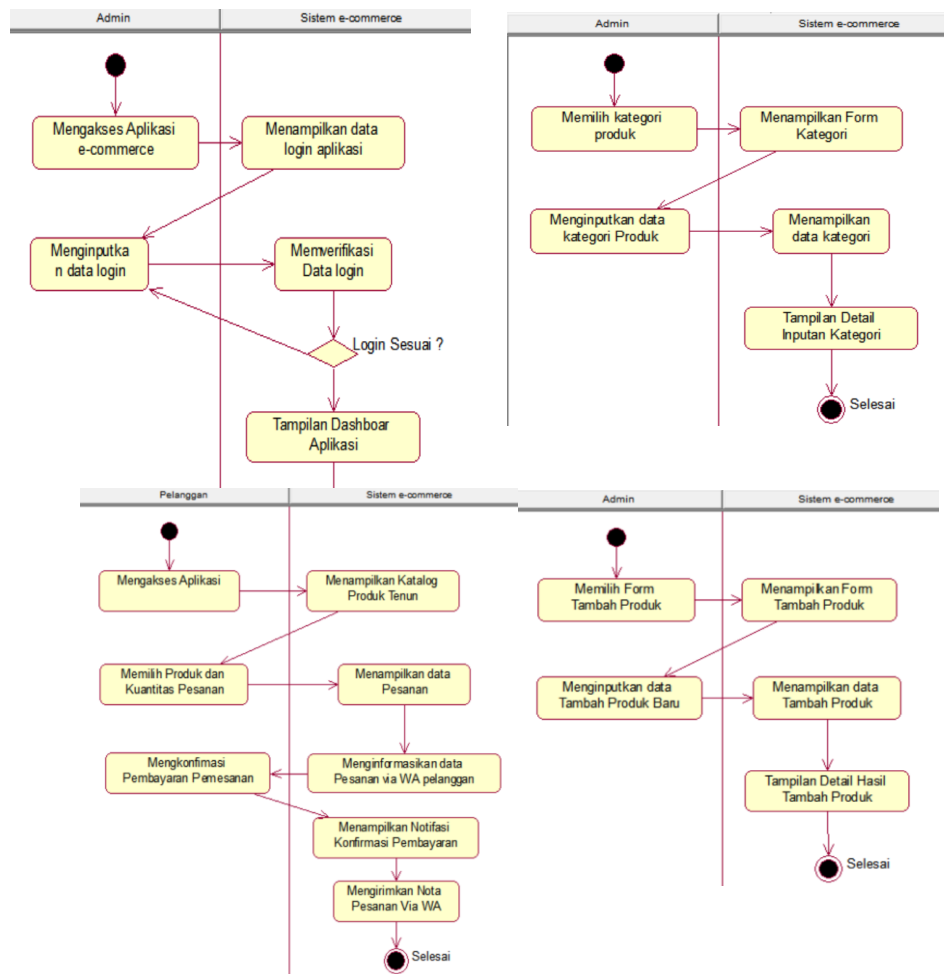 Admin
Sistem e-commerce
Mengakses Aplikasi
e-commerce
Menampilkan data
login aplikasi
Menginputka
n data login
Memverifikasi
Data login
Login Sesuai ?
Tampilan Dashboar
Aplikasi
Admin
Sistem e-commerce
Memilih kategori
produk
Menampilkan Form
Kategori
Menginputkan data
kategori Produk
Menampilkan
data kategori
Tampilan Detail
Inputan Kategori
Selesai
Pelanggan
Sistem e-commerce
Mengakses Aplikasi
Menampilkan Katalog
Produk Tenun
Memilih Produk dan
Kuantitas Pesanan
Menampilkan data
Pesanan
Menginformasikan data
Pesanan via WA pelanggan
Mengkonfimasi
Pembayaran Pemesanan
Menampilkan Notifasi
Konfirmasi Pembayaran
Mengirimkan Nota
Pesanan Via WA
Selesai
Admin
Sistem e-commerce
Memilih Form
Tambah Produk
Menampilkan Form
Tambah Produk
Menginputkan data
Tambah Produk Baru
Menampilkan data
Tambah Produk
Tampilan Detail Hasil
Tambah Produk
Selesai